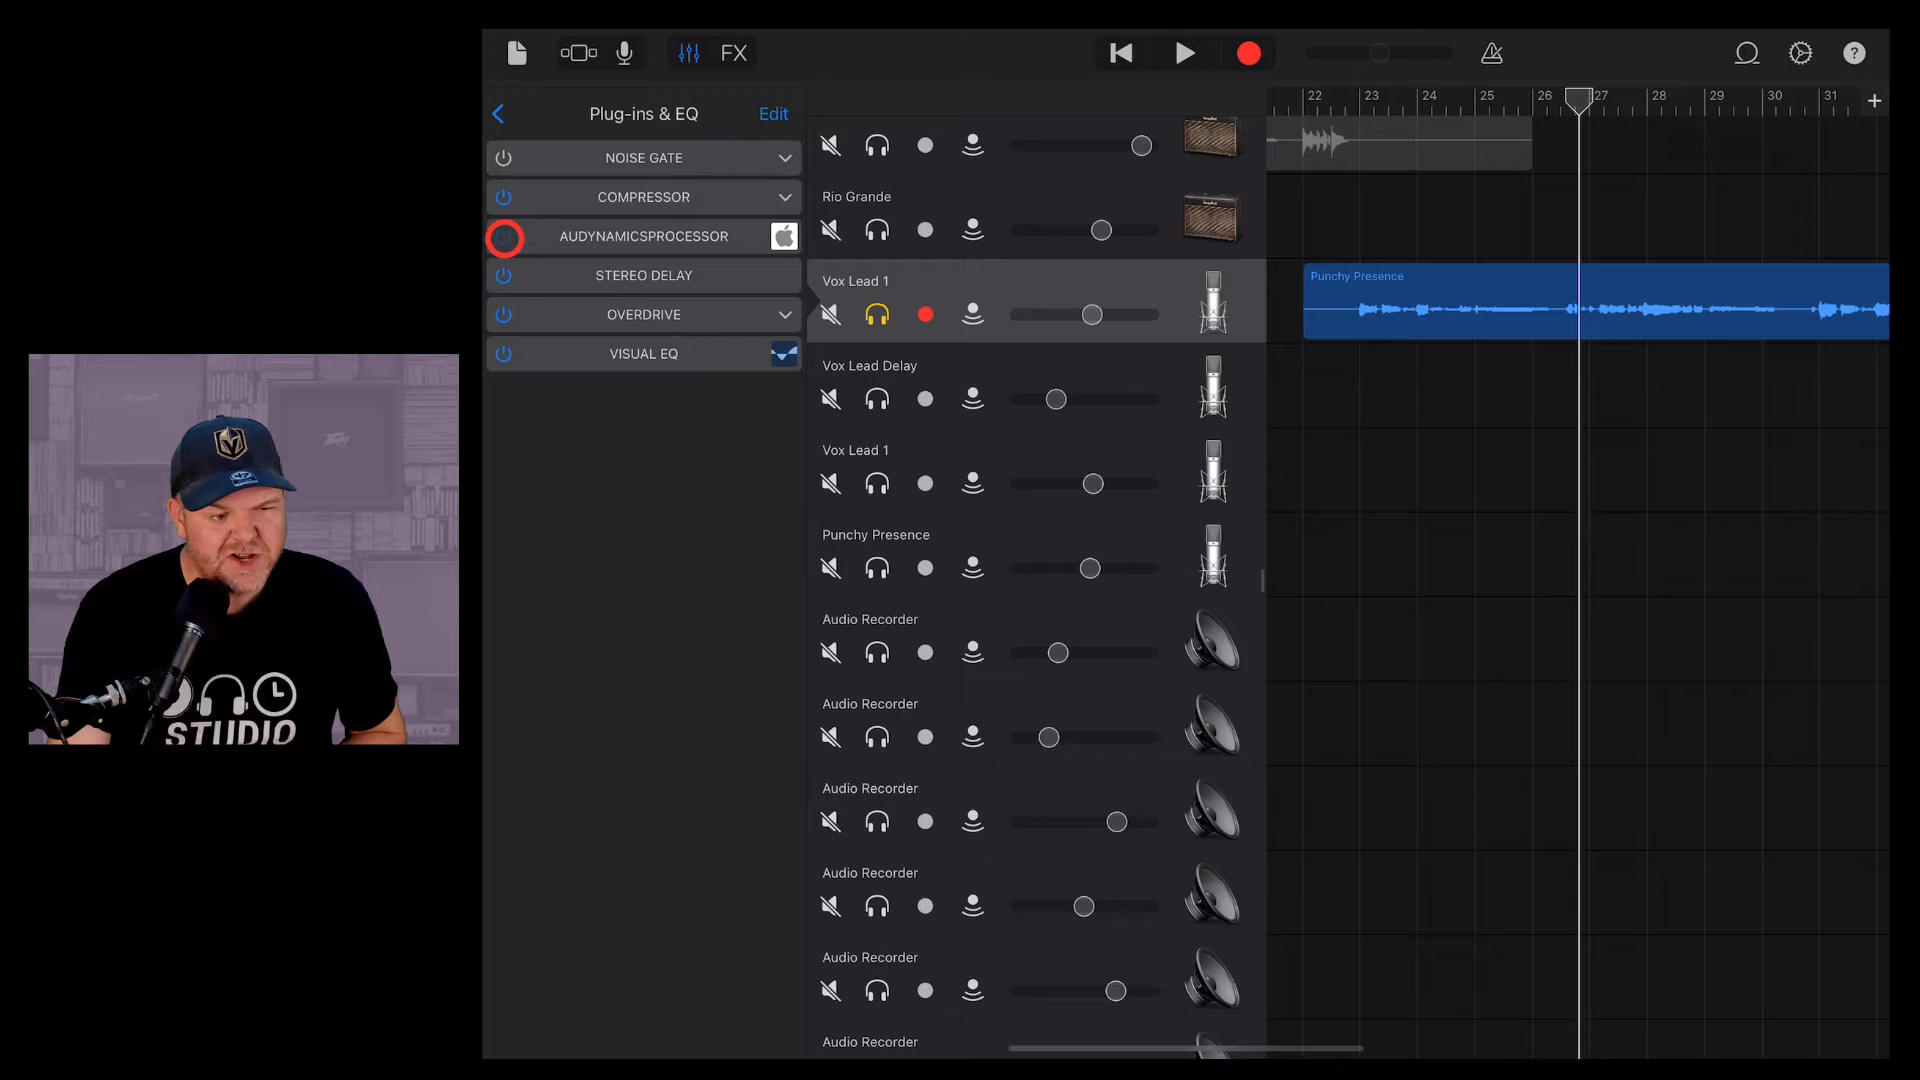 FX
Plug-ins & EQ
Edit
NOISE GATE
COMPRESSOR
AUDYNAMICSPROCESSOR
STEREO DELAY
OVERDRIVE
VISUAL EQ
Rio Grande
Vox Lead 1
Vox Lead Delay
Vox Lead 1
Punchy Presence
Audio Recorder
Audio Recorder
Audio Recorder
Audio Recorder
Audio Recorder
Audio Recorder
22 23 24 25 26 27 28 29 30 31 +
Punchy Presence
?
PEAVEY
'47
STUDIO